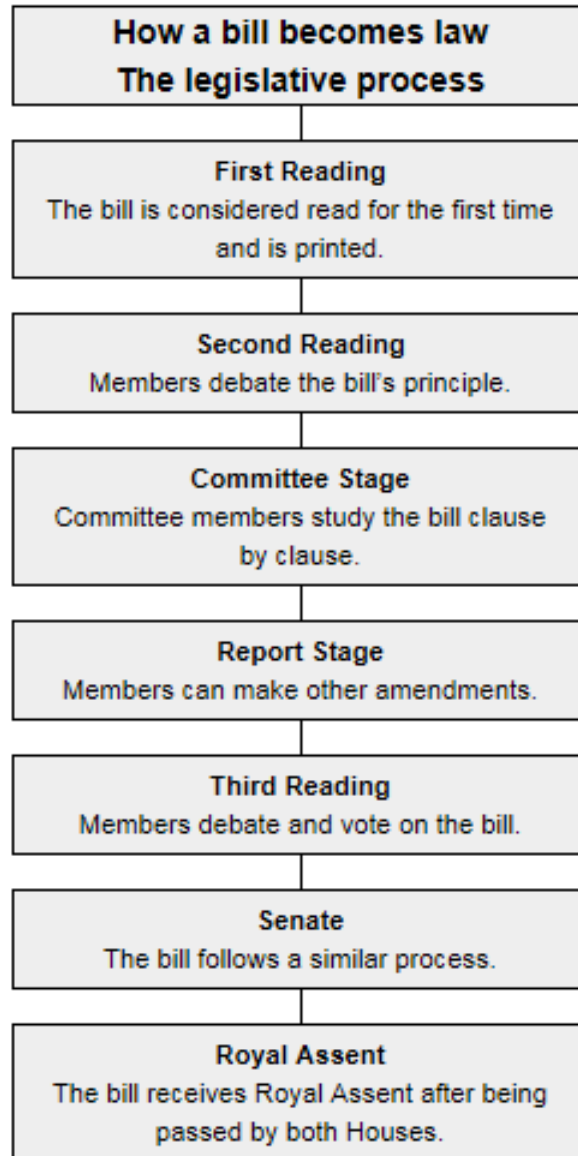 How a bill becomes law
The legislative process
First Reading
The bill is considered read for the first time
and is printed.
Second Reading
Members debate the bill’s principle.
Committee Stage
Committee members study the bill clause
by clause.
Report Stage
Members can make other amendments.
Third Reading
Members debate and vote on the bill.
Senate
The bill follows a similar process.
Royal Assent
The bill receives Royal Assent after being
passed by both Houses.